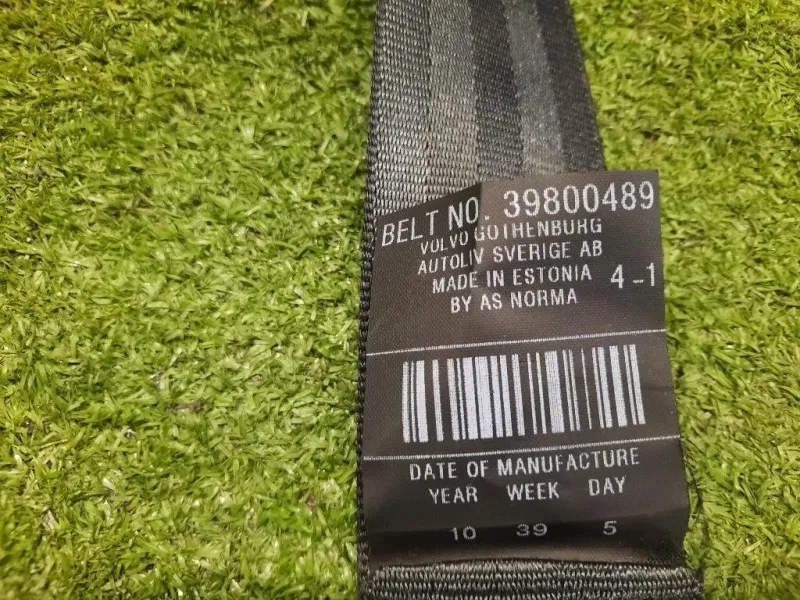 BELT NO. 39800489
VOLVO GOTHENBURG
AUTOLIV SVERIGE AB
MADE IN ESTONIA 4-1
BY AS NORMA
DATE OF MANUFACTURE
YEAR WEEK DAY
10 39 5